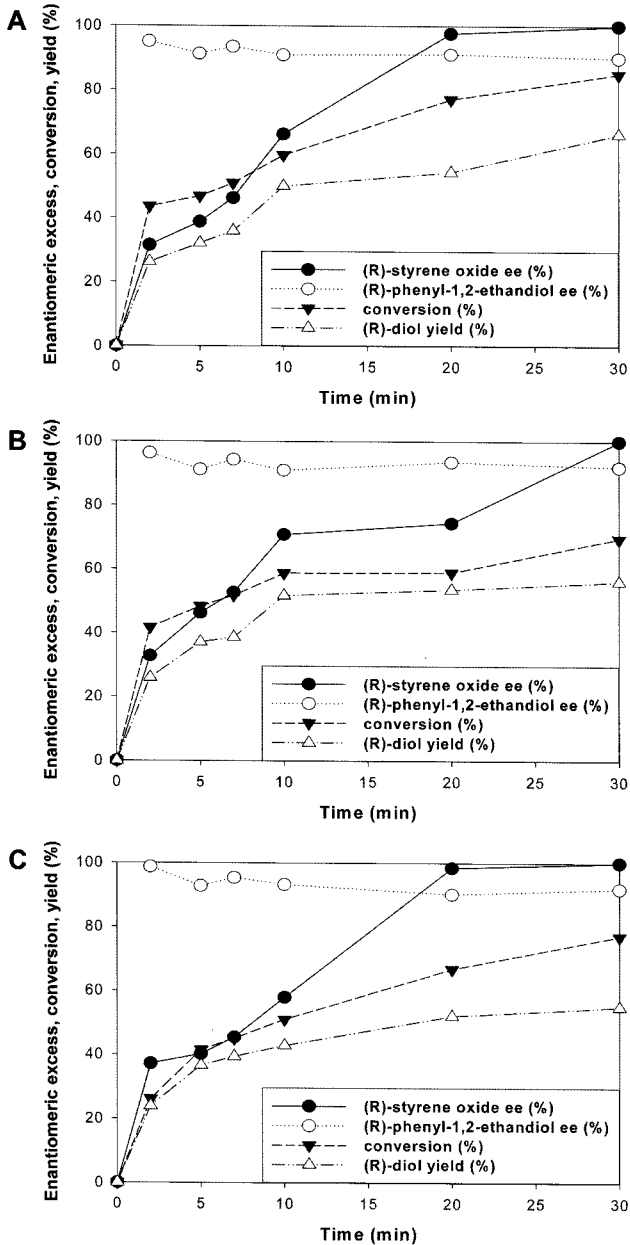 A
Enantiomeric excess, conversion, yield (%)
100
80
60
40
20
0
(R)-styrene oxide ee (%)
(R)-phenyl-1,2-ethandiol ee (%)
conversion (%)
(R)-diol yield (%)
0 5 10 15 20 25 30
Time (min)
B
Enantiomeric excess, conversion, yield (%)
100
80
60
40
20
0
(R)-styrene oxide ee (%)
(R)-phenyl-1,2-ethandiol ee (%)
conversion (%)
(R)-diol yield (%)
0 5 10 15 20 25 30
Time (min)
C
Enantiomeric excess, conversion, yield (%)
100
80
60
40
20
0
(R)-styrene oxide ee (%)
(R)-phenyl-1,2-ethandiol ee (%)
conversion (%)
(R)-diol yield (%)
0 5 10 15 20 25 30
Time (min)